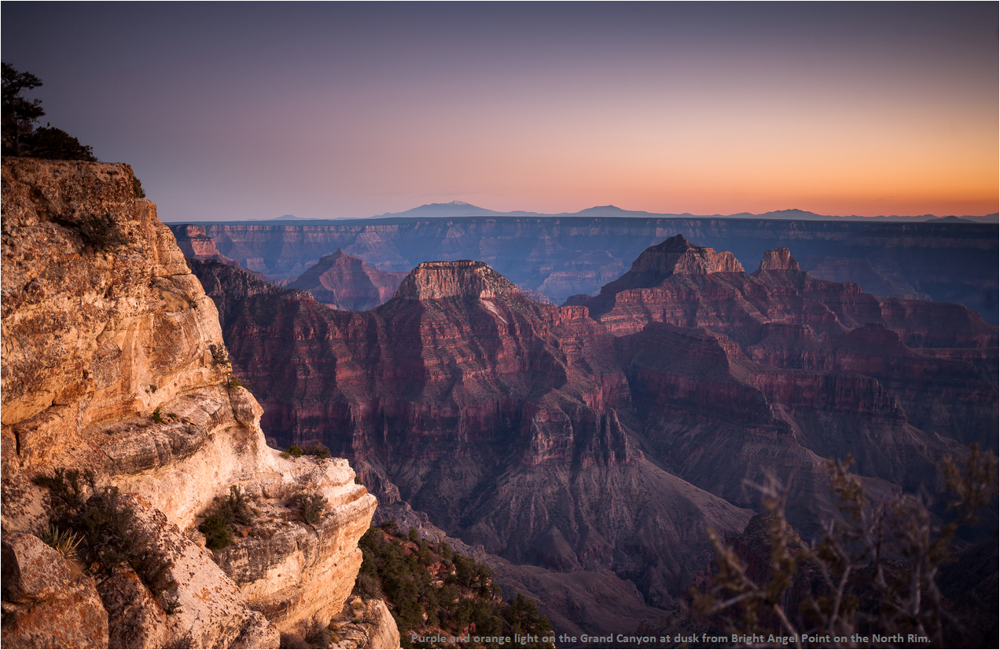 Purple and orange light on the Grand Canyon at dusk from Bright Angel Point on the North Rim.